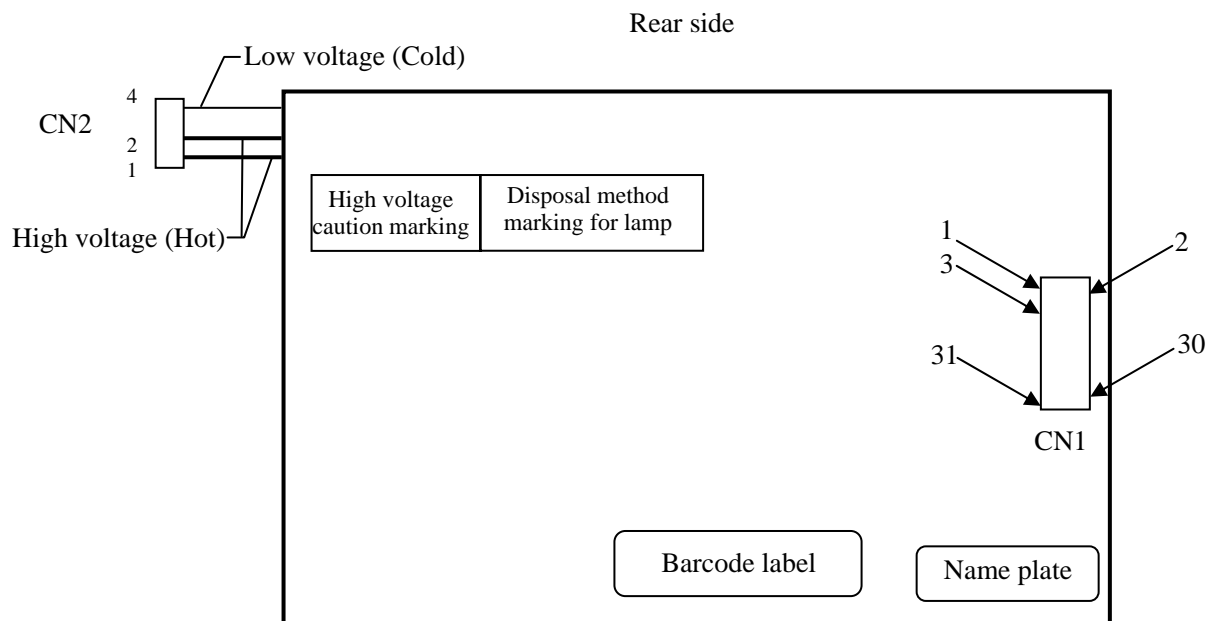 Rear side
Low voltage (Cold)
4
CN2
2
1
High voltage
caution marking
Disposal method
marking for lamp
High voltage (Hot)
1
2
3
31
30
CN1
Barcode label
Name plate